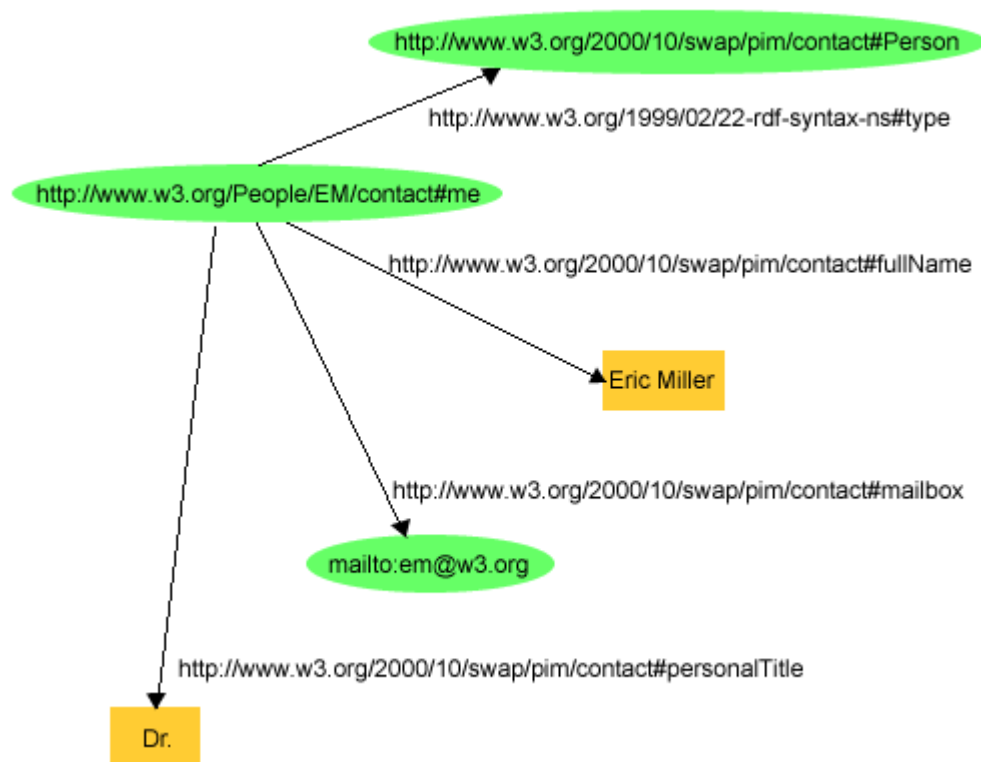 http://www.w3.org/2000/10/swap/pim/contact#Person
http://www.w3.org/1999/02/22-rdf-syntax-ns#type
http://www.w3.org/People/EM/contact#me
http://www.w3.org/2000/10/swap/pim/contact#fullName
Eric Miller
http://www.w3.org/2000/10/swap/pim/contact#mailbox
mailto:em@w3.org
http://www.w3.org/2000/10/swap/pim/contact#personalTitle
Dr.